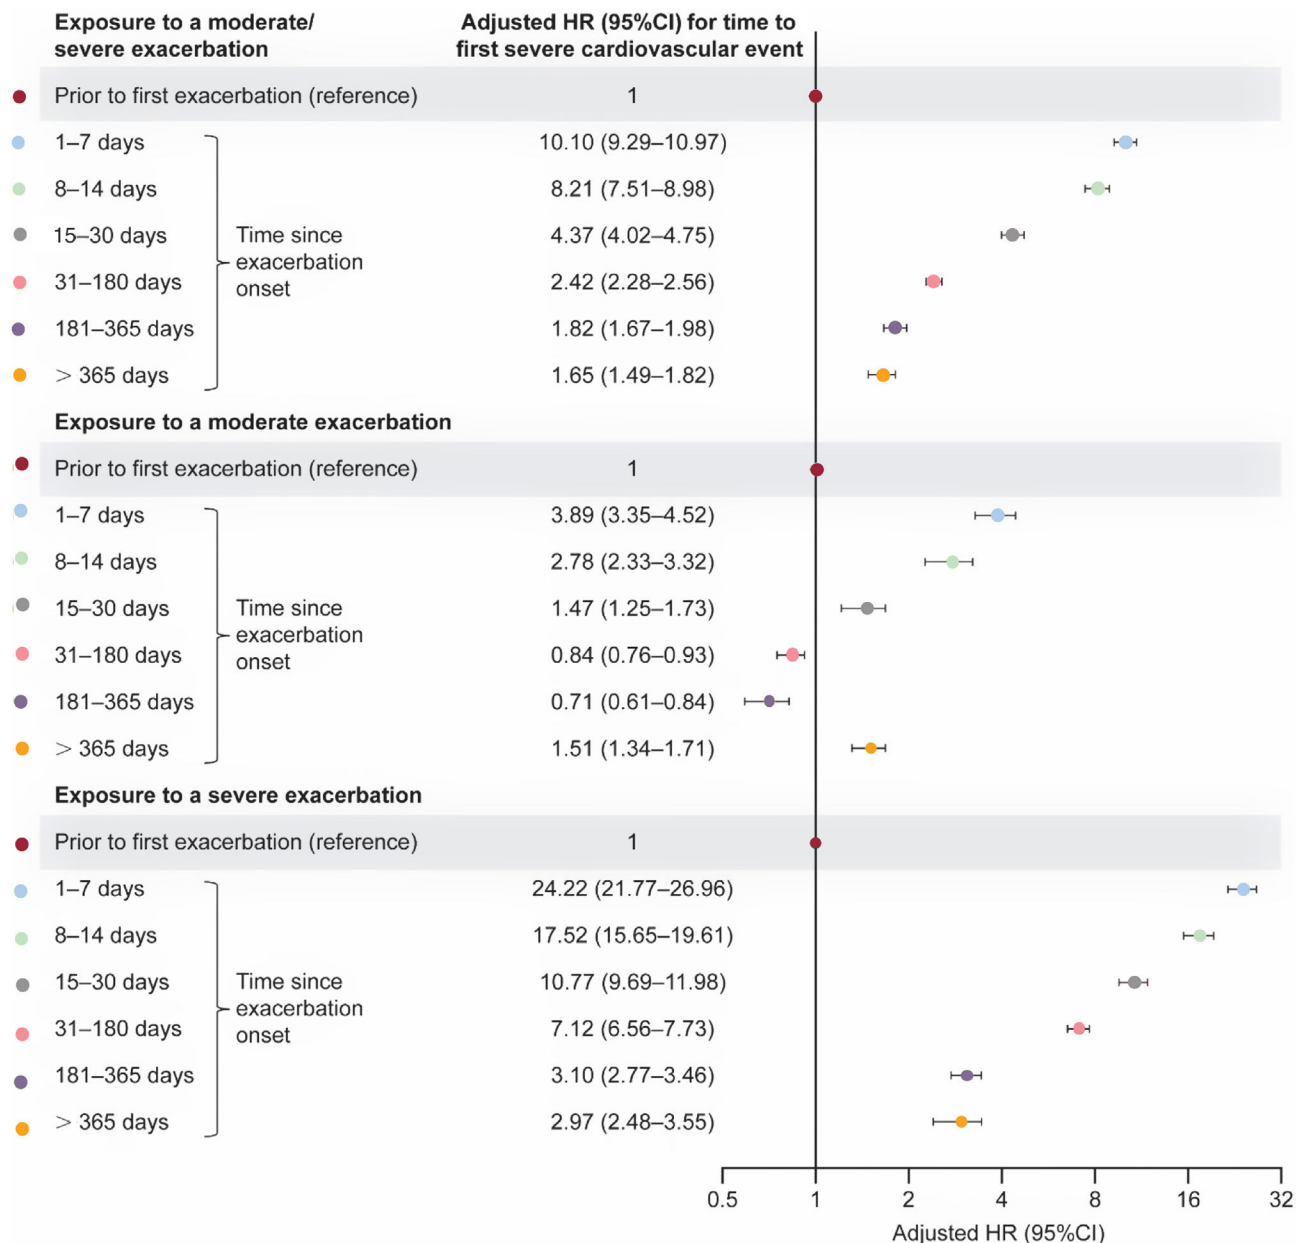 Exposure to a moderate/
severe exacerbation
Adjusted HR (95%CI) for time to
first severe cardiovascular event
Prior to first exacerbation (reference) 1
1–7 days 10.10 (9.29–10.97)
8–14 days 8.21 (7.51–8.98)
15–30 days 4.37 (4.02–4.75)
31–180 days 2.42 (2.28–2.56)
181–365 days 1.82 (1.67–1.98)
> 365 days 1.65 (1.49–1.82)
Time since
exacerbation
onset
Exposure to a moderate exacerbation
Prior to first exacerbation (reference) 1
1–7 days 3.89 (3.35–4.52)
8–14 days 2.78 (2.33–3.32)
15–30 days 1.47 (1.25–1.73)
31–180 days 0.84 (0.76–0.93)
181–365 days 0.71 (0.61–0.84)
> 365 days 1.51 (1.34–1.71)
Time since
exacerbation
onset
Exposure to a severe exacerbation
Prior to first exacerbation (reference) 1
1–7 days 24.22 (21.77–26.96)
8–14 days 17.52 (15.65–19.61)
15–30 days 10.77 (9.69–11.98)
31–180 days 7.12 (6.56–7.73)
181–365 days 3.10 (2.77–3.46)
> 365 days 2.97 (2.48–3.55)
Time since
exacerbation
onset
0.5 1 2 4 8 16 32
Adjusted HR (95%CI)